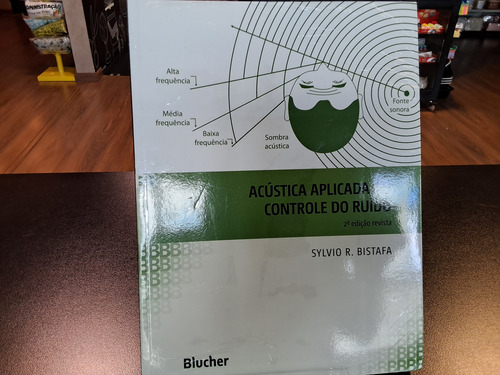 Alta
frequência
Média
frequência
Baixa
frequência
Sombra
acústica
Fonte
sonora
ACÚSTICA APLICADA
CONTROLE DO RUÍDO
2ª edição revista
SYLVIO R. BISTAFA
Blucher